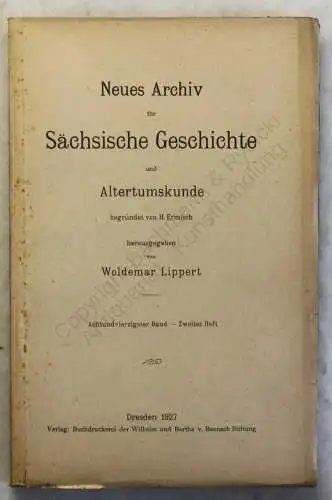 Neues Archiv
für
Sächsische Geschichte
und
Altertumskunde
begründet von H. Ermisch
herausgegeben
von
Woldemar Lippert
Achtundvierzigster Band — Zweites Heft
Dresden 1927
Verlag: Buchdruckerei der Wilhelm und Bertha v. Baensch Stiftung